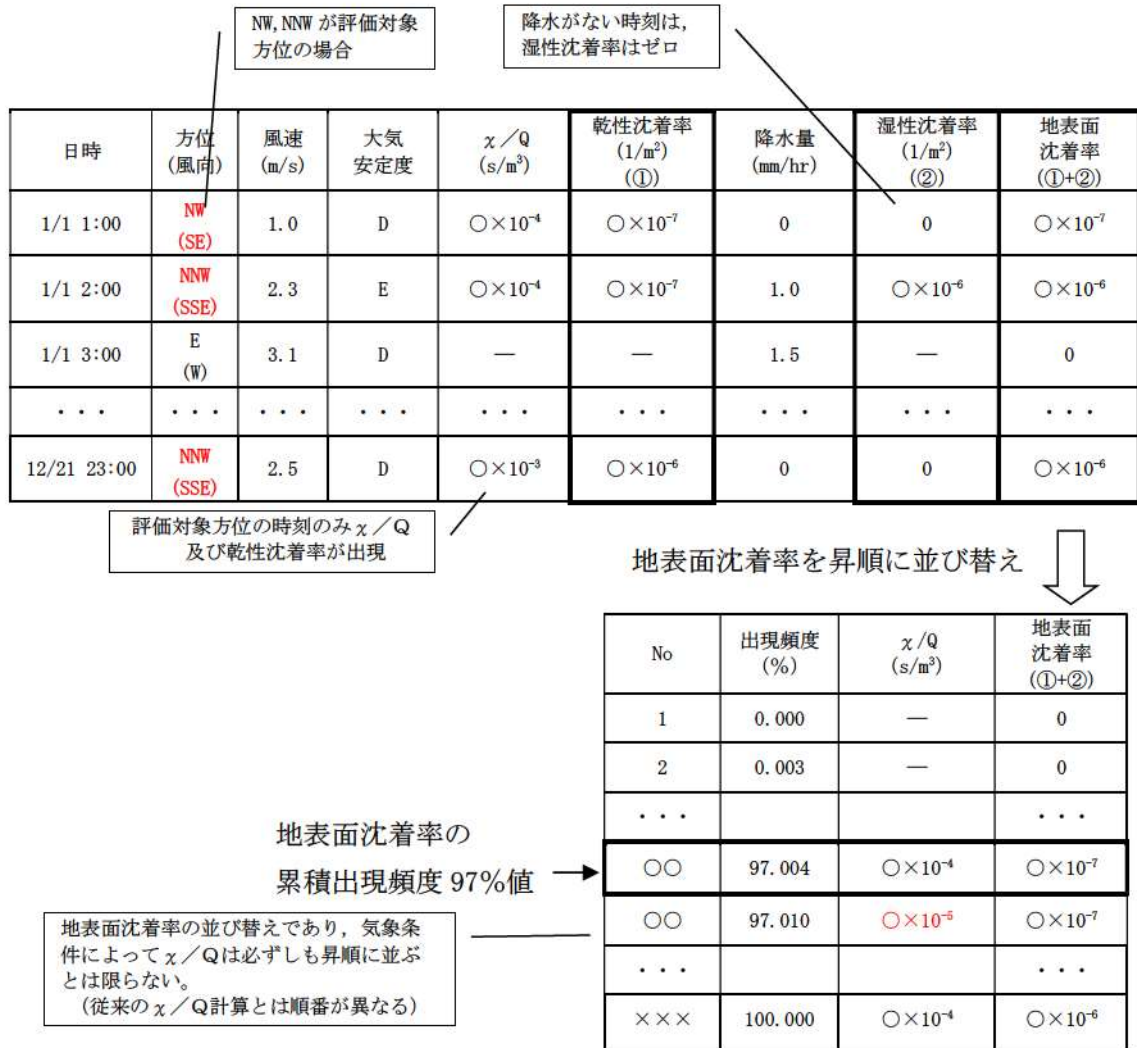 NW, NNW が評価対象
方位の場合
降水がない時刻は，
湿性沈着率はゼロ
日時 方位 (風向) 風速 (m/s) 大気 安定度 χ／Q (s/m³) 乾性沈着率 (1/m²) (①) 降水量 (mm/hr) 湿性沈着率 (1/m²) (②) 地表面 沈着率 (①+②)
1/1 1:00 NW (SE) 1.0 D ○×10⁻⁴ ○×10⁻⁷ 0 0 ○×10⁻⁷
1/1 2:00 NNW (SSE) 2.3 E ○×10⁻⁴ ○×10⁻⁷ 1.0 ○×10⁻⁶ ○×10⁻⁶
1/1 3:00 E (W) 3.1 D — — 1.5 — 0
・・・ ・・・ ・・・ ・・・ ・・・ ・・・ ・・・ ・・・ ・・・
12/21 23:00 NNW (SSE) 2.5 D ○×10⁻³ ○×10⁻⁶ 0 0 ○×10⁻⁶
評価対象方位の時刻のみχ／Q
及び乾性沈着率が出現
地表面沈着率を昇順に並び替え
No 出現頻度 (%) χ/Q (s/m³) 地表面 沈着率 (①+②)
1 0.000 — 0
2 0.003 — 0
・・・ ・・・
地表面沈着率の
累積出現頻度 97%値
○○ 97.004 ○×10⁻⁴ ○×10⁻⁷
○○ 97.010 ○×10⁻⁵ ○×10⁻⁷
・・・ ・・・
××× 100.000 ○×10⁻⁴ ○×10⁻⁶
地表面沈着率の並び替えであり，気象条
件によってχ／Qは必ずしも昇順に並ぶ
とは限らない。
（従来のχ／Q計算とは順番が異なる）